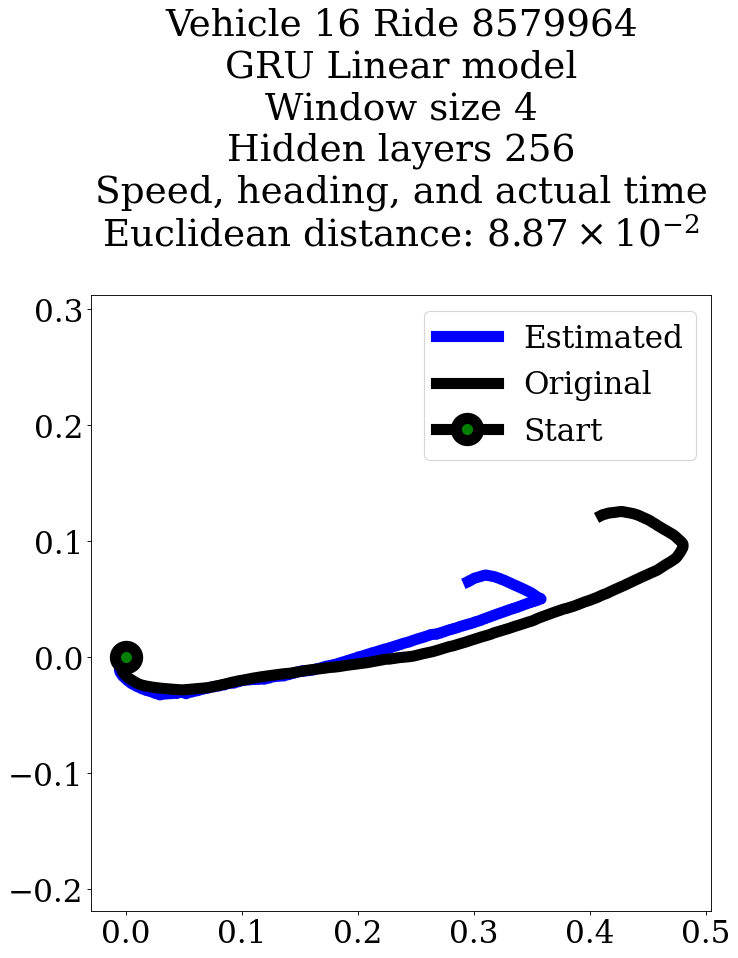 Vehicle 16 Ride 8579964
GRU Linear model
Window size 4
Hidden layers 256
Speed, heading, and actual time
Euclidean distance: 8.87 × 10⁻²
Estimated
Original
Start
0.3
0.2
0.1
0.0
−0.1
−0.2
0.0 0.1 0.2 0.3 0.4 0.5